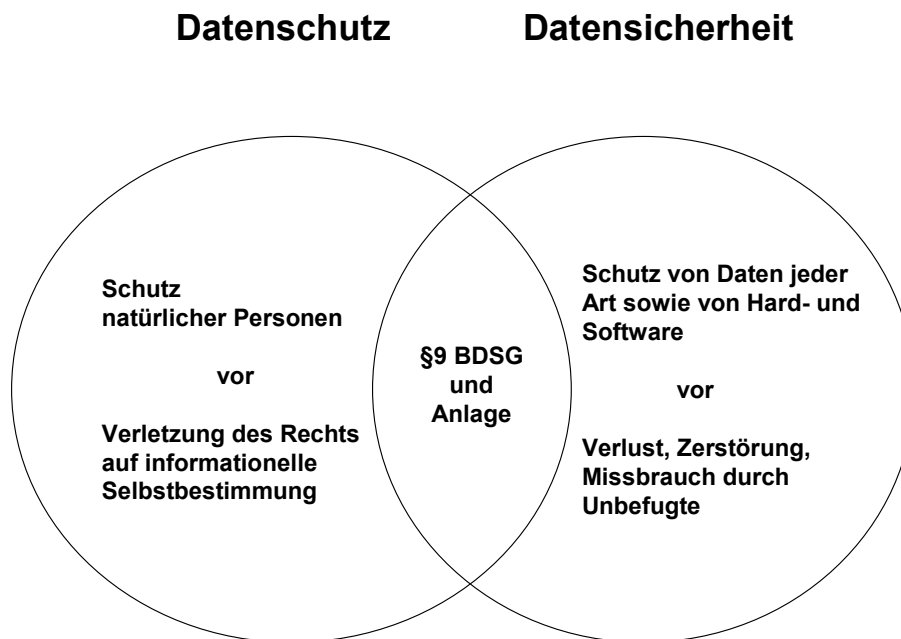 Datenschutz
Datensicherheit
Schutz
natürlicher Personen
vor
Verletzung des Rechts
auf informationelle
Selbstbestimmung
§9 BDSG
und
Anlage
Schutz von Daten jeder
Art sowie von Hard- und
Software
vor
Verlust, Zerstörung,
Missbrauch durch
Unbefugte